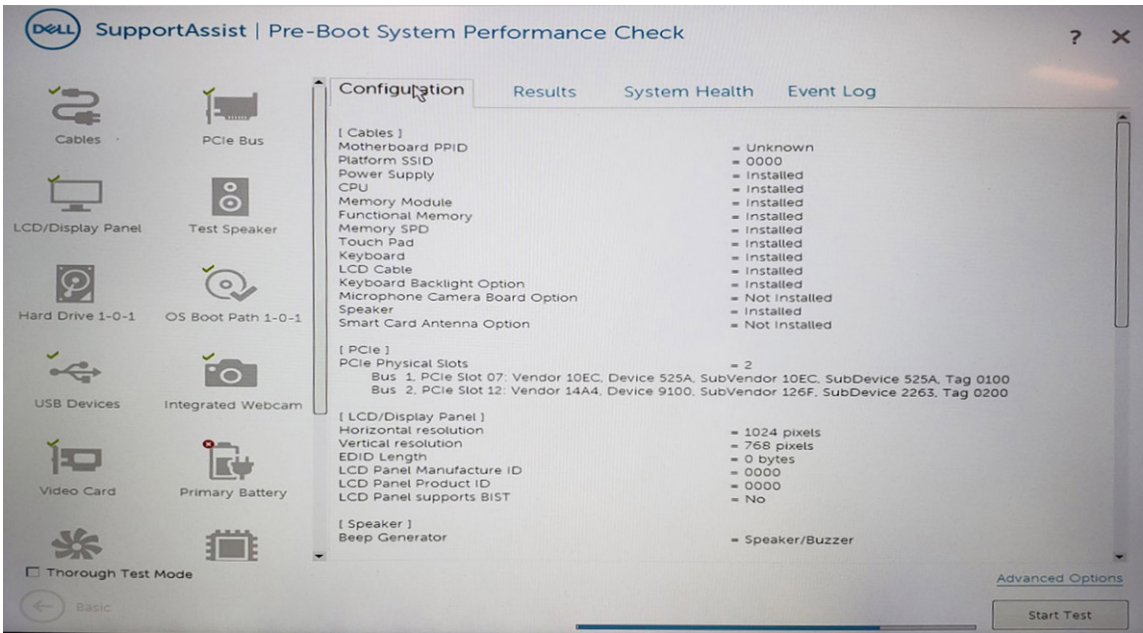 DELL SupportAssist | Pre-Boot System Performance Check
? ×
Cables
PCIe Bus
LCD/Display Panel
Test Speaker
Hard Drive 1-0-1
OS Boot Path 1-0-1
USB Devices
Integrated Webcam
Video Card
Primary Battery
Thorough Test Mode
Basic
Configuration Results System Health Event Log
[ Cables ]
Motherboard PPID = Unknown
Platform SSID = 0000
Power Supply = Installed
CPU = Installed
Memory Module = Installed
Functional Memory = Installed
Memory SPD = Installed
Touch Pad = Installed
Keyboard = Installed
LCD Cable = Installed
Keyboard Backlight Option = Installed
Microphone Camera Board Option = Not Installed
Speaker = Installed
Smart Card Antenna Option = Not Installed
[ PCIe ]
PCIe Physical Slots = 2
Bus 1, PCIe Slot 07: Vendor 10EC, Device 525A, SubVendor 10EC, SubDevice 525A, Tag 0100
Bus 2, PCIe Slot 12: Vendor 14A4, Device 9100, SubVendor 126F, SubDevice 2263, Tag 0200
[ LCD/Display Panel ]
Horizontal resolution = 1024 pixels
Vertical resolution = 768 pixels
EDID Length = 0 bytes
LCD Panel Manufacture ID = 0000
LCD Panel Product ID = 0000
LCD Panel supports BIST = No
[ Speaker ]
Beep Generator = Speaker/Buzzer
Advanced Options
Start Test